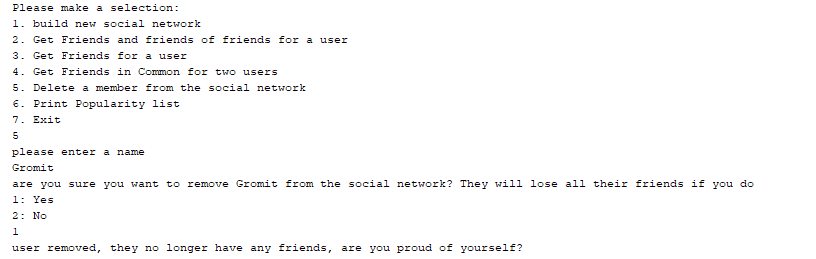 Please make a selection:
1. build new social network
2. Get Friends and friends of friends for a user
3. Get Friends for a user
4. Get Friends in Common for two users
5. Delete a member from the social network
6. Print Popularity list
7. Exit
5
please enter a name
Gromit
are you sure you want to remove Gromit from the social network? They will lose all their friends if you do
1: Yes
2: No
1
user removed, they no longer have any friends, are you proud of yourself?